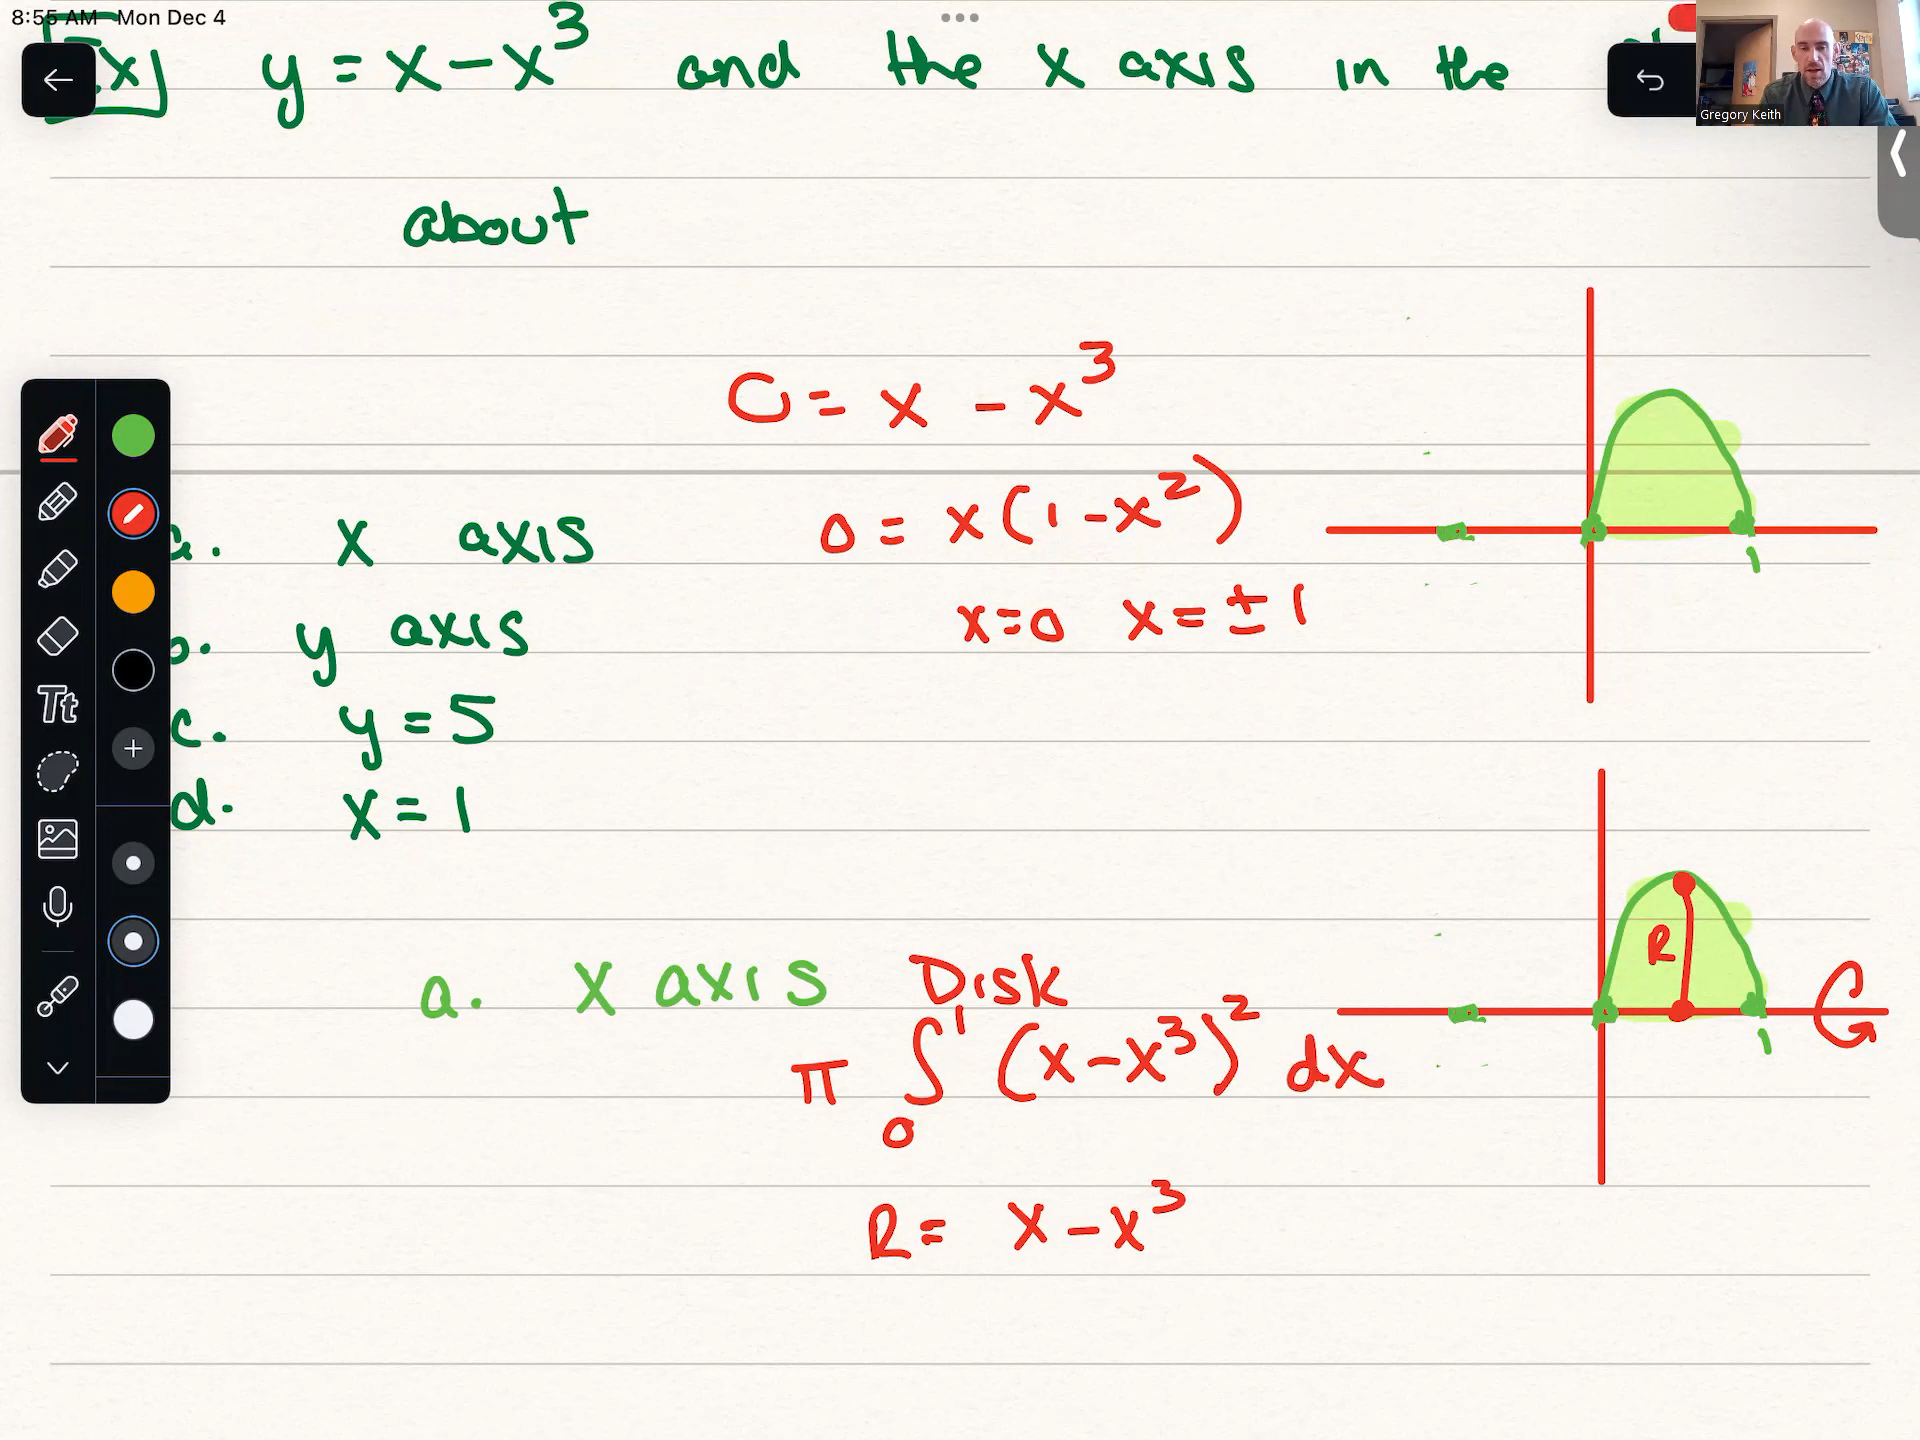 8:55 AM Mon Dec 4
Ex y = x - x³ and the x axis in the
Gregory Keith
about
0 = x - x³
0 = x(1 - x²)
x=0 x = ±1
1
a. x axis
b. y axis
c. y = 5
d. x = 1
Tt
a. x axis Disk
R
1
π ∫₀¹ (x - x³)² dx
R = x - x³